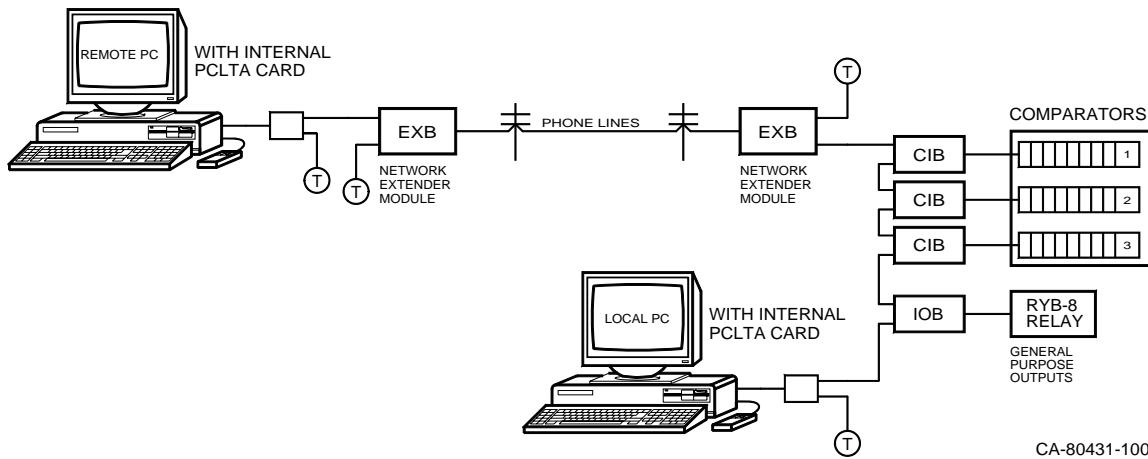 REMOTE PC
WITH INTERNAL
PCLTA CARD
T
T
EXB
NETWORK
EXTENDER
MODULE
PHONE LINES
EXB
NETWORK
EXTENDER
MODULE
T
CIB
CIB
CIB
IOB
COMPARATORS
1
2
3
RYB-8
RELAY
GENERAL
PURPOSE
OUTPUTS
LOCAL PC
WITH INTERNAL
PCLTA CARD
T
CA-80431-100